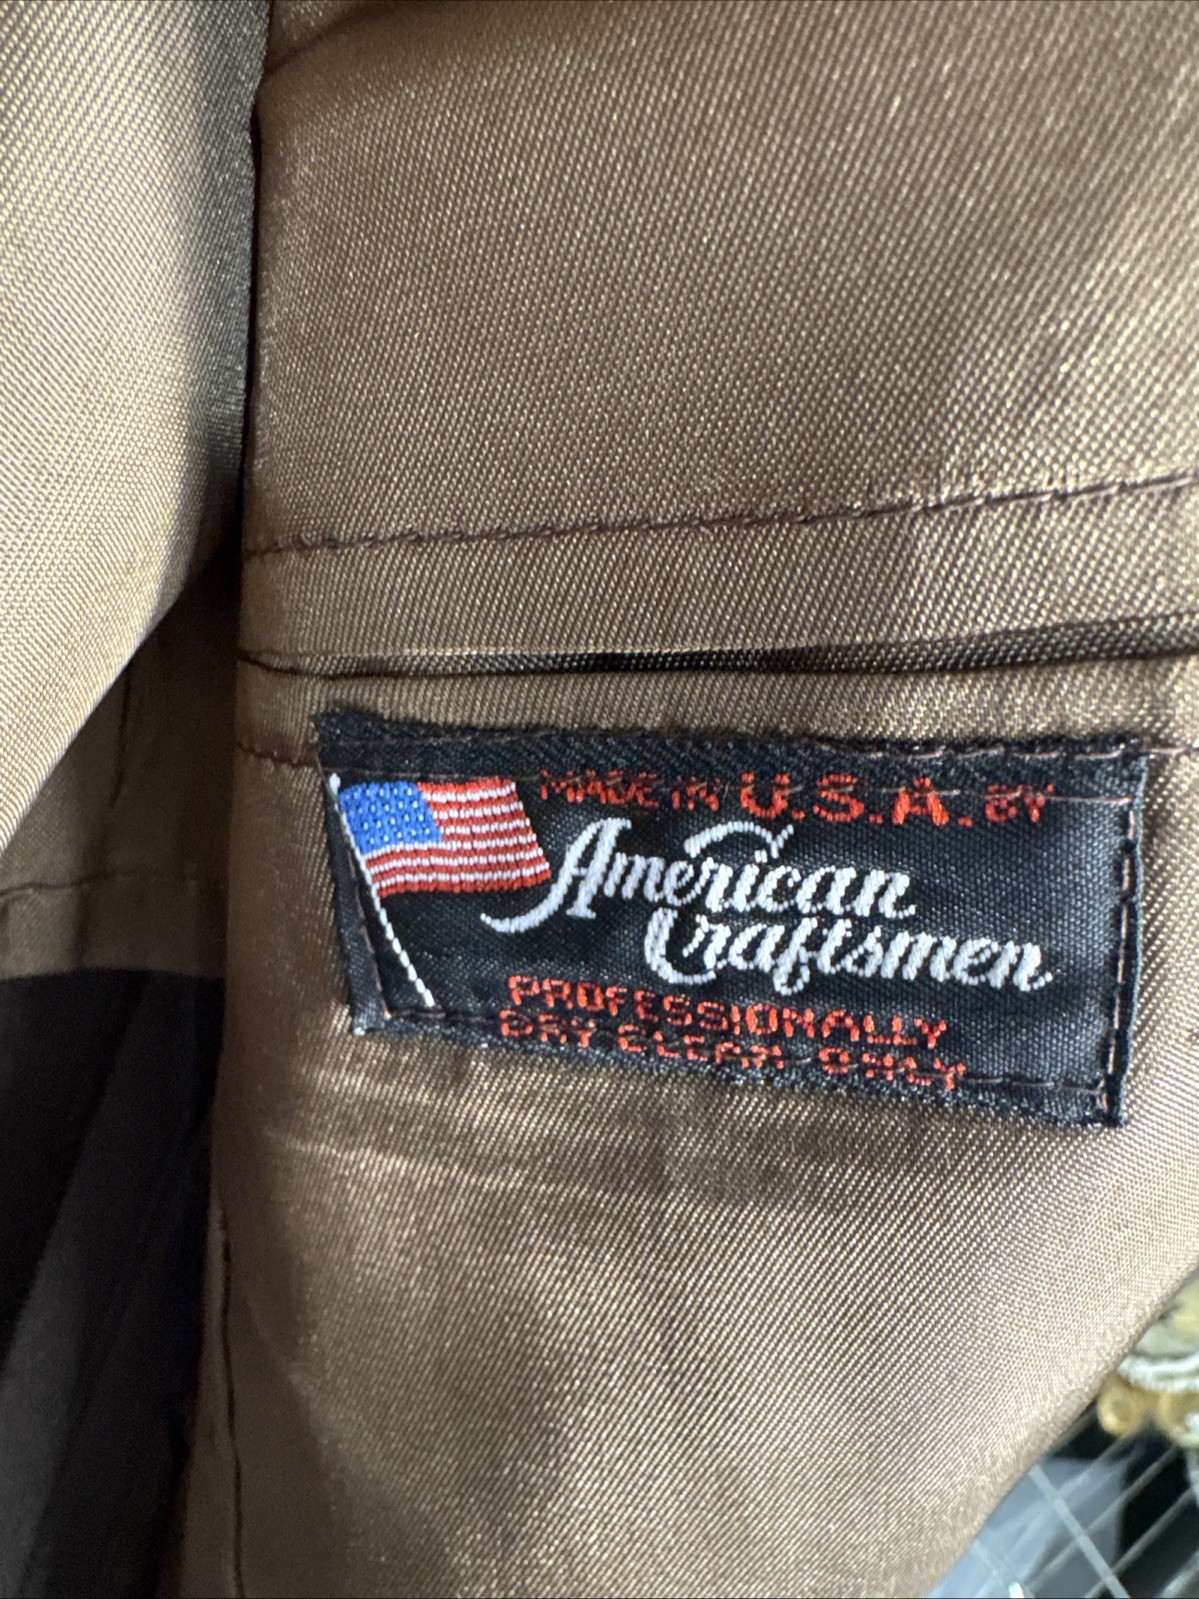 MADE IN U.S.A. BY
American
Craftsmen
PROFESSIONALLY
DRY CLEAN ONLY